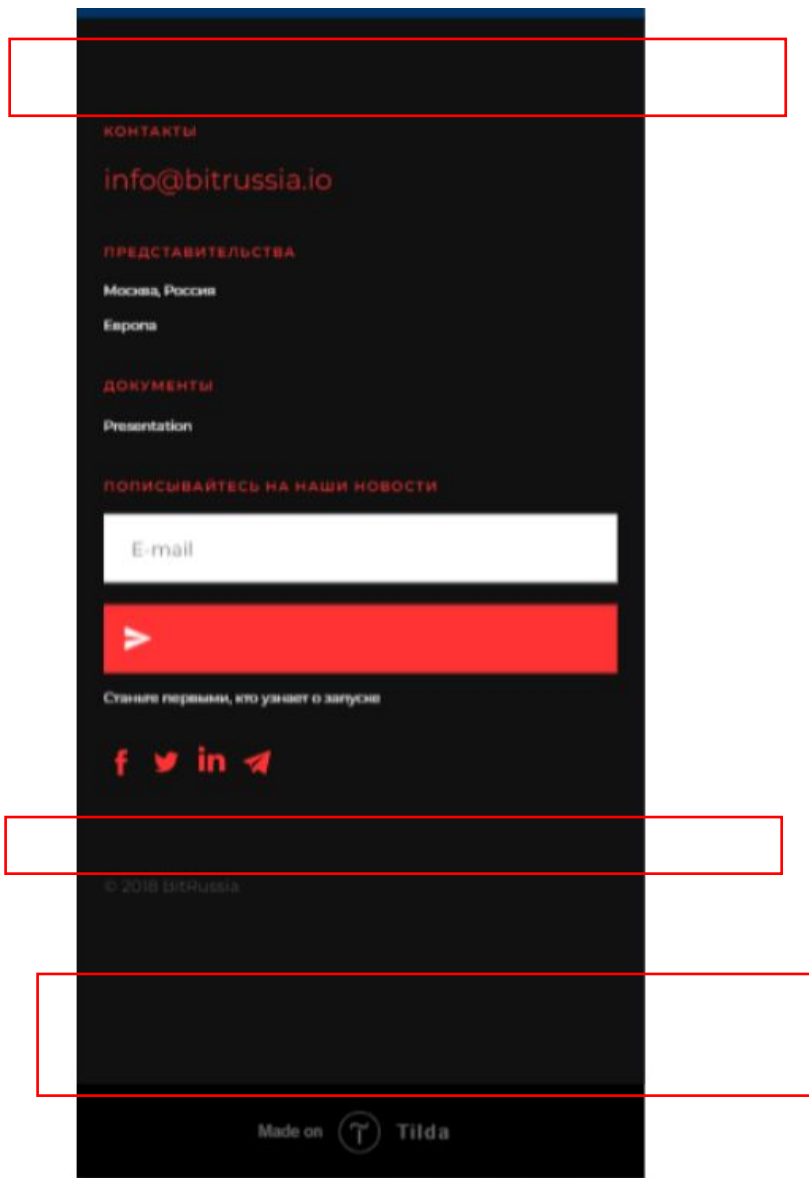 КОНТАКТЫ
info@bitrussia.io
ПРЕДСТАВИТЕЛЬСТВА
Москва, Россия
Европа
ДОКУМЕНТЫ
Presentation
ПОПИСЫВАЙТЕСЬ НА НАШИ НОВОСТИ
E-mail
Станьте первыми, кто узнает о запуске
© 2018 BitRussia
Made on Tilda